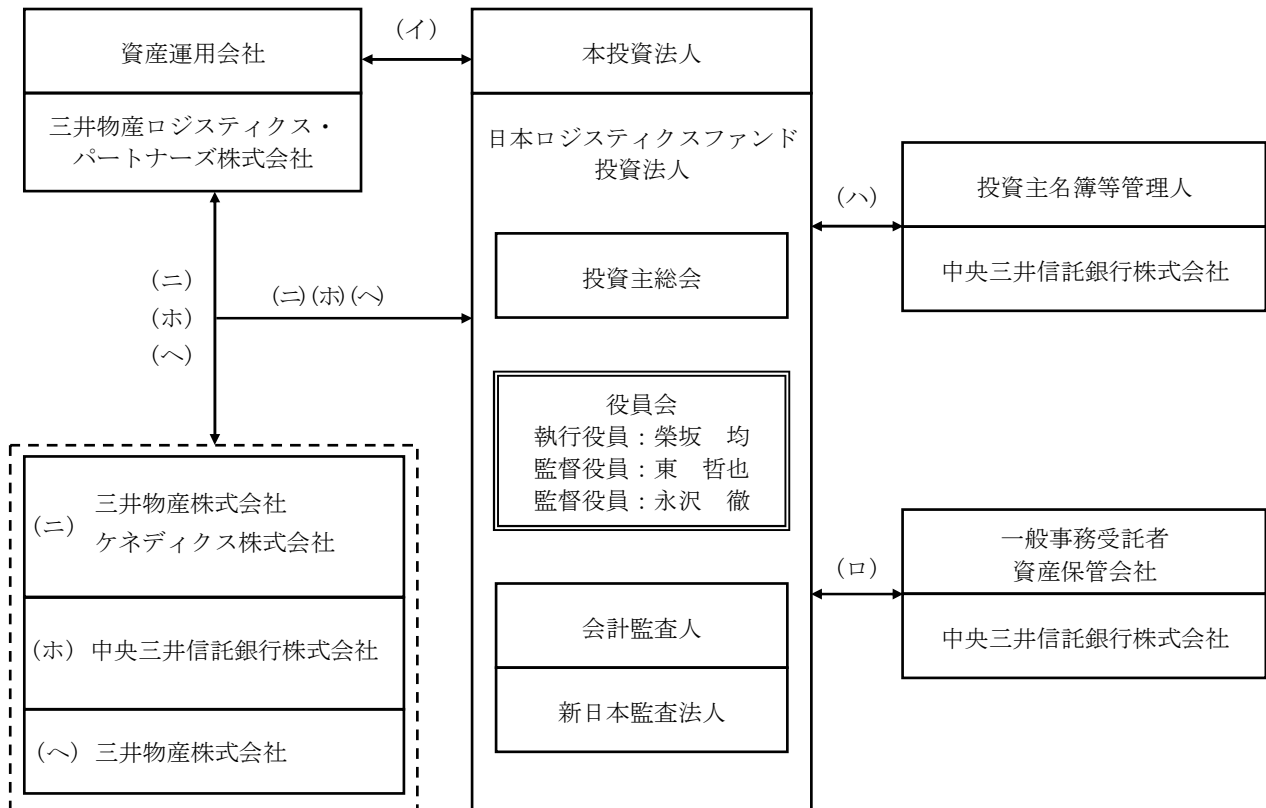 資産運用会社
三井物産ロジスティクス・
パートナーズ株式会社
(イ)
本投資法人
日本ロジスティクスファンド
投資法人
投資主総会
役員会
執行役員：榮坂　均
監督役員：東　哲也
監督役員：永沢　徹
会計監査人
新日本監査法人
(ハ)
投資主名簿等管理人
中央三井信託銀行株式会社
(ロ)
一般事務受託者
資産保管会社
中央三井信託銀行株式会社
(ニ)
(ホ)
(ヘ)
(ニ)(ホ)(ヘ)
(ニ)
三井物産株式会社
ケネディクス株式会社
(ホ) 中央三井信託銀行株式会社
(ヘ) 三井物産株式会社